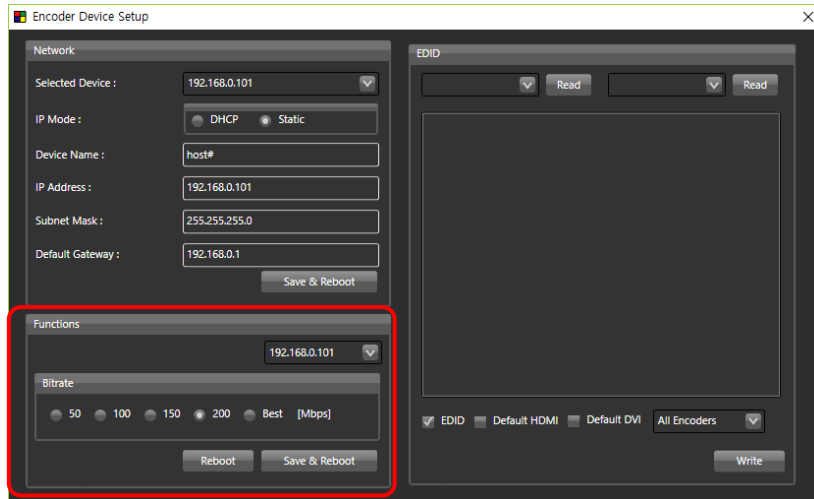 Encoder Device Setup
Network
Selected Device : 192.168.0.101
IP Mode : DHCP Static
Device Name : host#
IP Address : 192.168.0.101
Subnet Mask : 255.255.255.0
Default Gateway : 192.168.0.1
Save & Reboot
Functions
192.168.0.101
Bitrate
50 100 150 200 Best [Mbps]
Reboot Save & Reboot
EDID
Read Read
EDID Default HDMI Default DVI All Encoders
Write